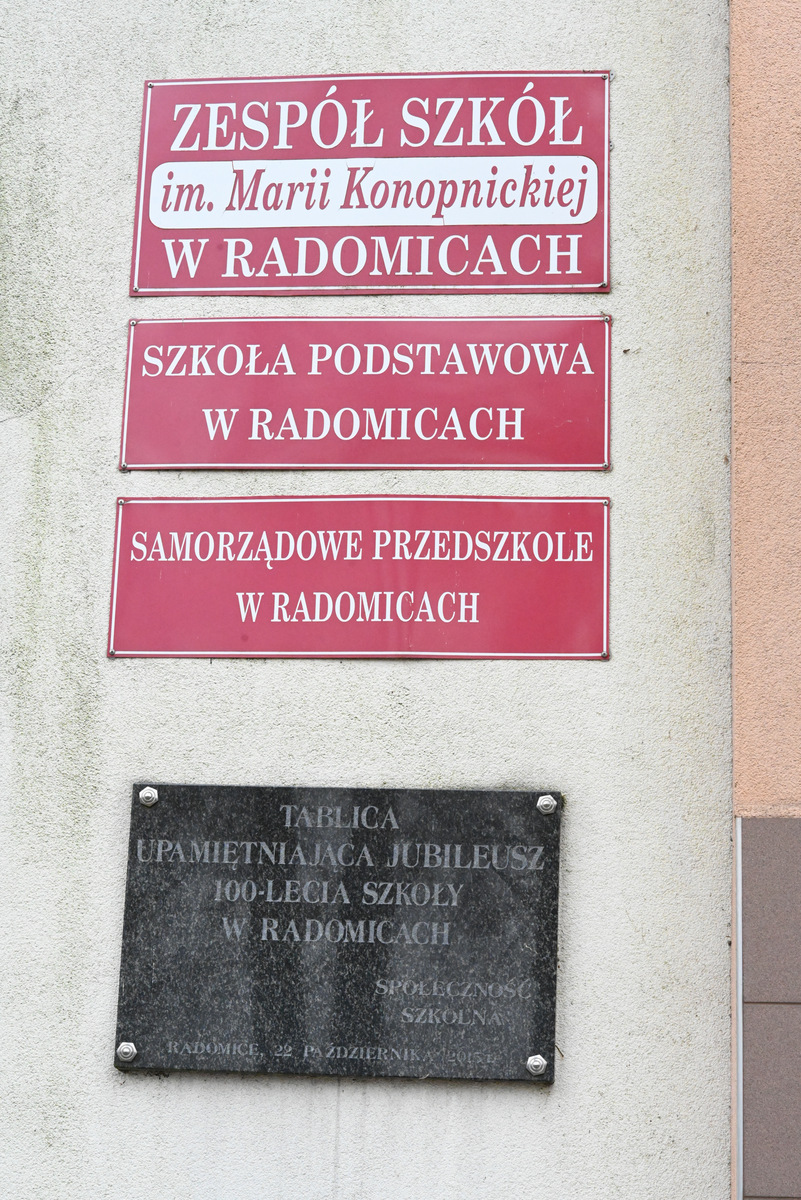 ZESPÓŁ SZKÓŁ
im. Marii Konopnickiej
W RADOMICACH
SZKOŁA PODSTAWOWA
W RADOMICACH
SAMORZĄDOWE PRZEDSZKOLE
W RADOMICACH
TABLICA
UPAMIĘTNIAJĄCA JUBILEUSZ
100-LECIA SZKOŁY
W RADOMICACH
SPOŁECZNOŚĆ
SZKOLNA
RADOMICE, 22 PAŹDZIERNIKA 2015 r.